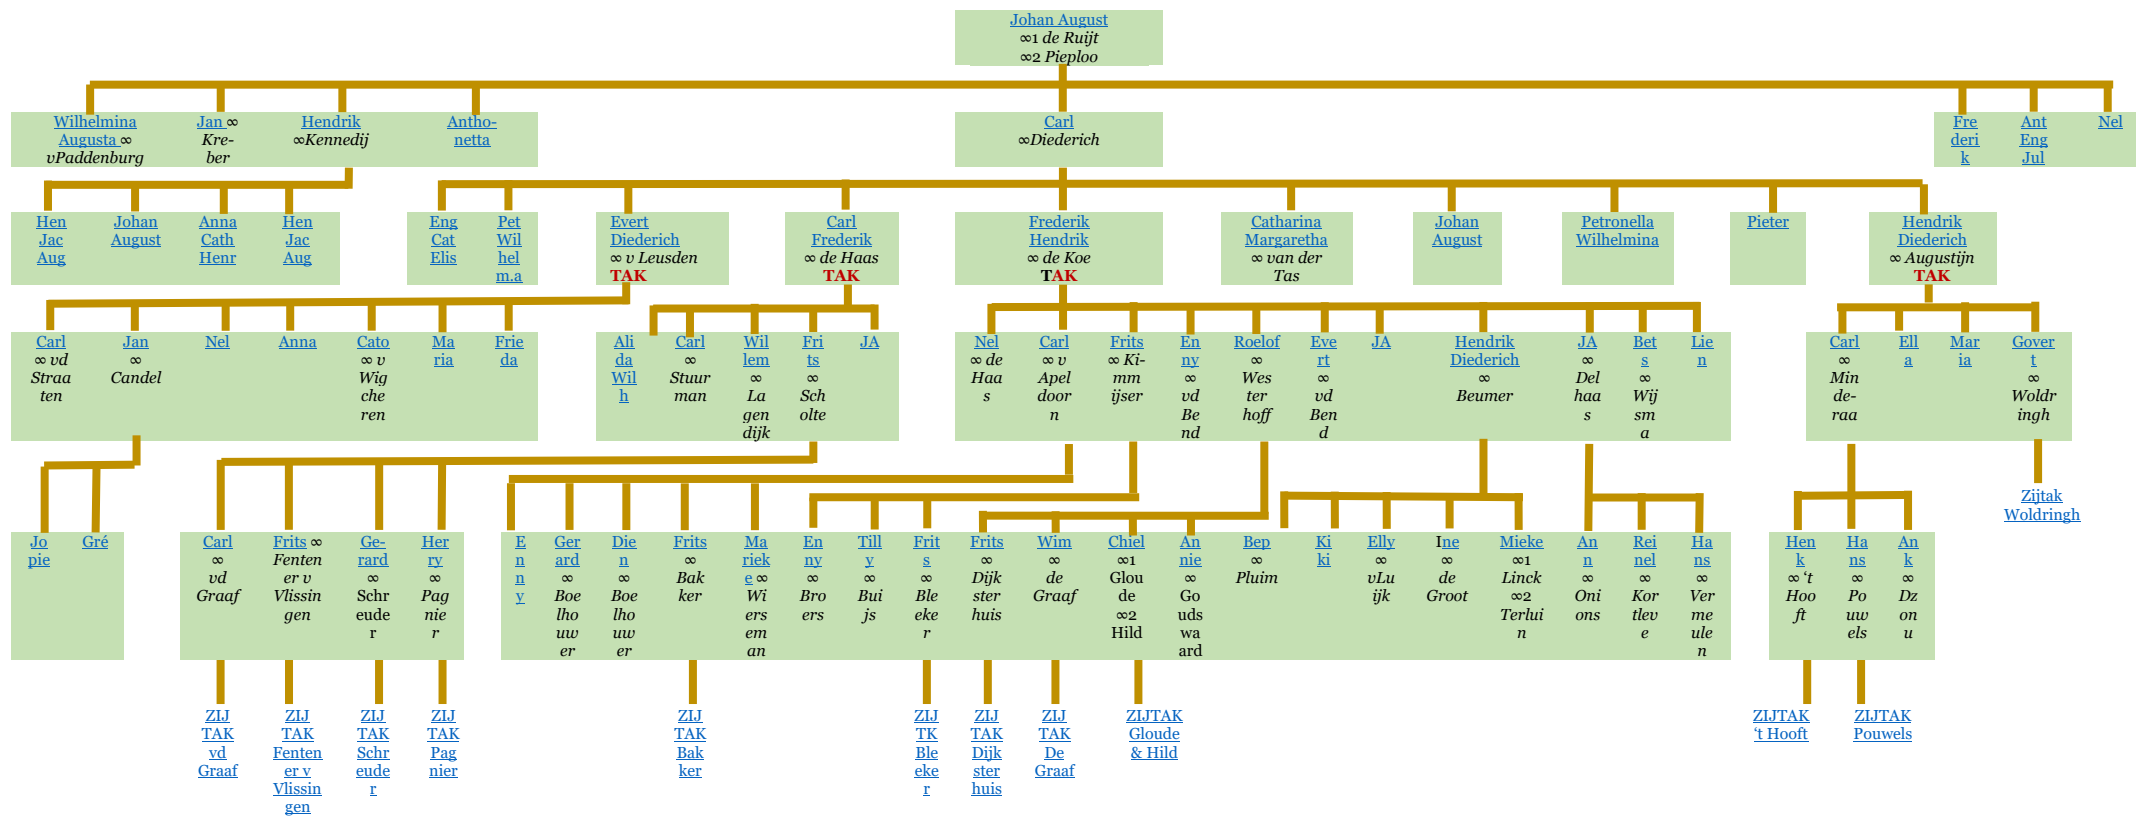 Johan August
∞1 de Ruijt
∞2 Pieploo
Wilhelmina
Augusta ∞
vPaddenburg
Jan ∞
Kre-
ber
Hendrik
∞Kennedij
Antho-
netta
Carl
∞Diederich
Fre
deri
k
Ant
Eng
Jul
Nel
Hen
Jac
Aug
Johan
August
Anna
Cath
Henr
Hen
Jac
Aug
Eng
Cat
Elis
Pet
Wil
hel
m.a
Evert
Diederich
∞ v Leusden
TAK
Carl
Frederik
∞ de Haas
TAK
Frederik
Hendrik
∞ de Koe
TAK
Catharina
Margaretha
∞ van der
Tas
Johan
August
Petronella
Wilhelmina
Pieter
Hendrik
Diederich
∞ Augustijn
TAK
Carl
∞ vd
Straa
ten
Jan
∞
Candel
Nel
Anna
Cato
∞ v
Wig
che
ren
Ma
ria
Frie
da
Ali
da
Wil
h
Carl
∞
Stuur
man
Wil
lem
∞
La
gen
dijk
Fri
ts
∞
Sch
olte
JA
Nel
∞ de
Haa
s
Carl
∞ v
Apel
door
n
Frits
∞ Ki-
mm
ijser
En
ny
∞
vd
Be
nd
Roelof
∞
Wes
ter
hoff
Eve
rt
∞
vd
Ben
d
JA
Hendrik
Diederich
∞
Beumer
JA
∞
Del
haa
s
Bet
s
∞
Wij
sm
a
Lie
n
Carl
∞
Min
de-
raa
Ell
a
Mar
ia
Gover
t
∞
Woldr
ingh
Zijtak
Woldringh
Jo
pie
Gré
Carl
∞
vd
Graaf
Frits ∞
Fenten
er v
Vlissin
gen
Ge-
rard
∞
Schr
eude
r
Her
ry
∞
Pag
nie
r
E
n
n
y
Ger
ard
∞
Boe
lho
uw
er
Die
n
∞
Boe
lho
uw
er
Frits
∞
Bak
ker
Ma
riek
e ∞
Wi
ers
em
an
En
ny
∞
Bro
ers
Till
y
∞
Bui
js
Frit
s
∞
Ble
eke
r
Frits
∞
Dijk
ster
huis
Wim
∞
de
Graaf
Chiel
∞1
Glou
de
∞2
Hild
An
nie
∞
Go
uds
wa
ard
Bep
∞
Pluim
Ki
ki
Elly
∞
vLu
ijk
Ine
∞
de
Groot
Mieke
∞1
Linck
∞2
Terlui
n
An
n
∞
Oni
ons
Rei
nel
∞
Kor
tlev
e
Ha
ns
∞
Ver
me
ule
n
Hen
k
∞ ‘t
Hoo
ft
Ha
ns
∞
Po
uw
els
An
k
∞
Dz
on
u
ZIJ
TAK
vd
Graaf
ZIJ
TAK
Fenten
er v
Vlissin
gen
ZIJ
TAK
Schr
eude
r
ZIJ
TAK
Pag
nier
ZIJ
TAK
Bak
ker
ZIJ
TK
Ble
eke
r
ZIJ
TAK
Dijk
ster
huis
ZIJ
TAK
De
Graaf
ZIJTAK
Gloude
& Hild
ZIJTAK
‘t Hooft
ZIJTAK
Pouwels